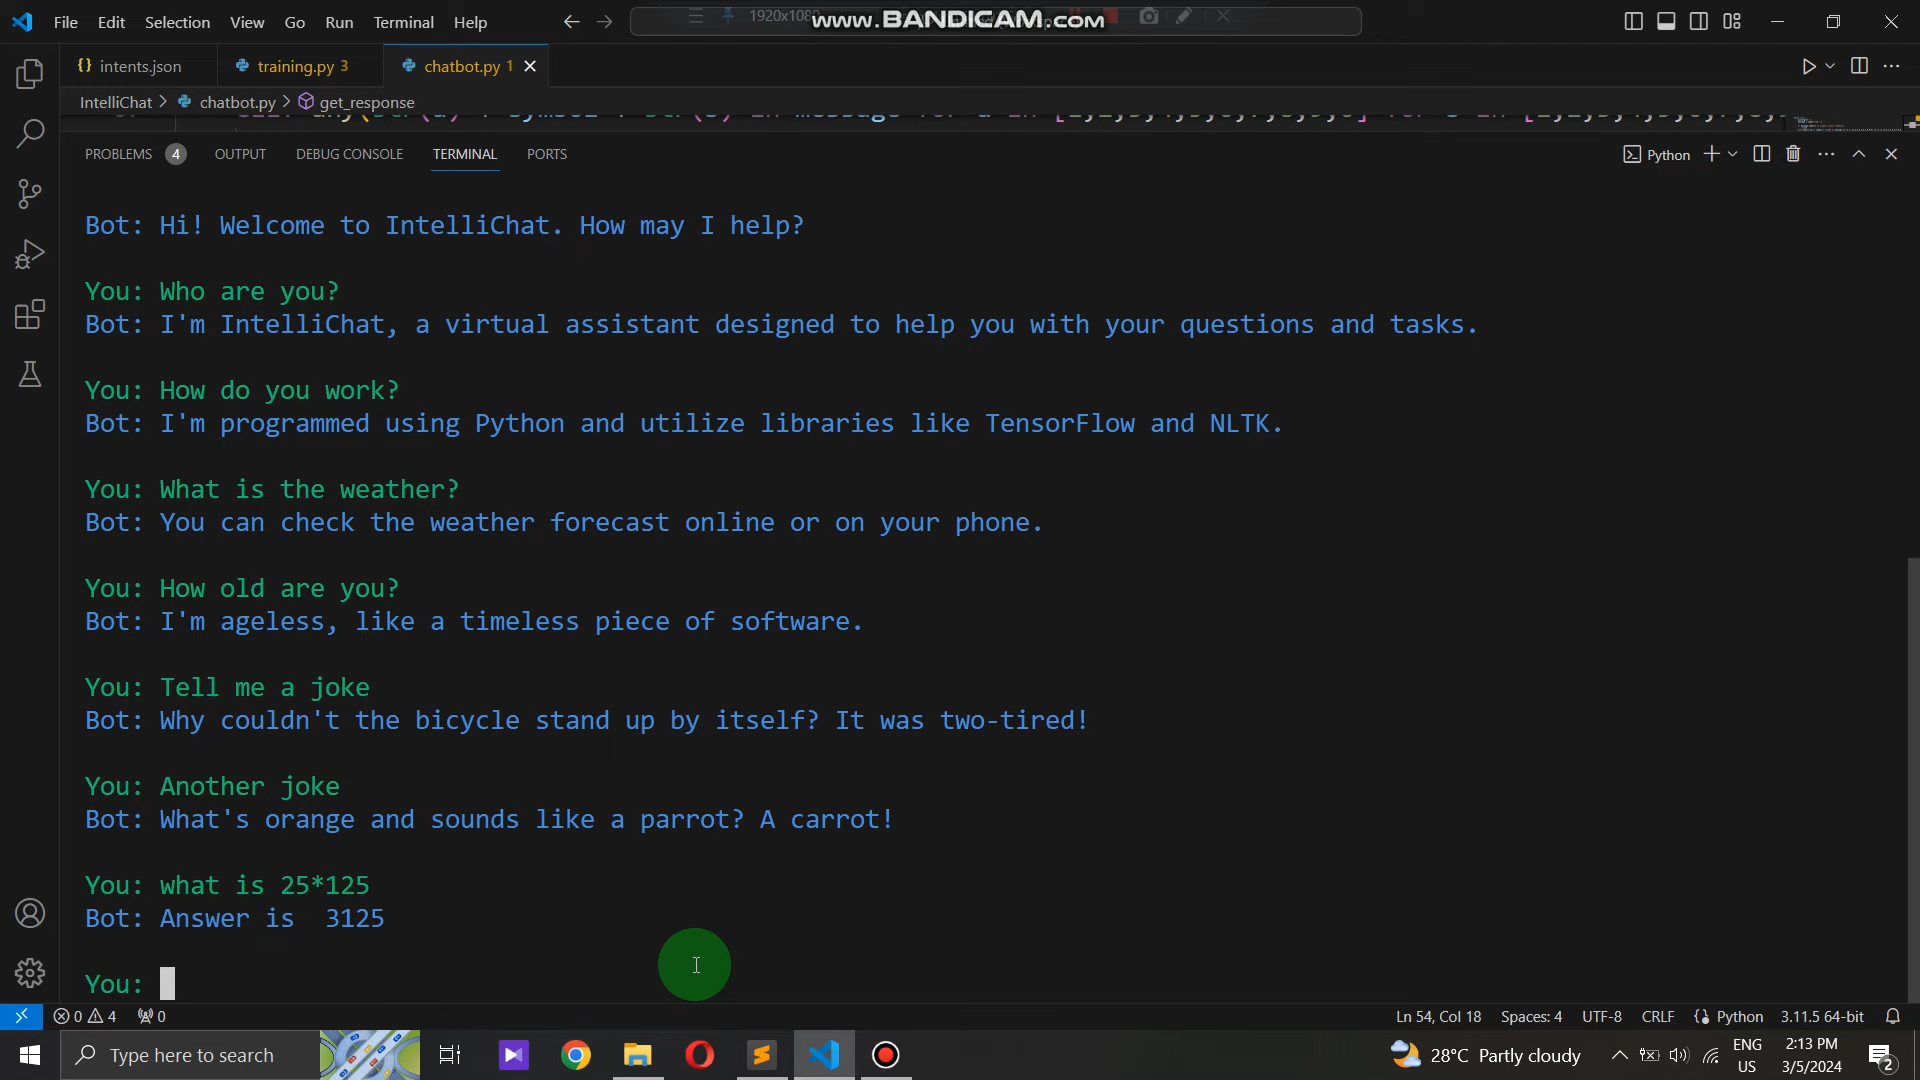 File Edit Selection View Go Run Terminal Help
1920x1080
www.BANDICAM.com
intents.json
training.py 3
chatbot.py 1
IntelliChat > chatbot.py > get_response
PROBLEMS 4 OUTPUT DEBUG CONSOLE TERMINAL PORTS
Python
Bot: Hi! Welcome to IntelliChat. How may I help?
You: Who are you?
Bot: I'm IntelliChat, a virtual assistant designed to help you with your questions and tasks.
You: How do you work?
Bot: I'm programmed using Python and utilize libraries like TensorFlow and NLTK.
You: What is the weather?
Bot: You can check the weather forecast online or on your phone.
You: How old are you?
Bot: I'm ageless, like a timeless piece of software.
You: Tell me a joke
Bot: Why couldn't the bicycle stand up by itself? It was two-tired!
You: Another joke
Bot: What's orange and sounds like a parrot? A carrot!
You: what is 25*125
Bot: Answer is  3125
You:
0 4 0
Ln 54, Col 18 Spaces: 4 UTF-8 CRLF Python 3.11.5 64-bit
Type here to search
28°C Partly cloudy
ENG
US
2:13 PM
3/5/2024
2